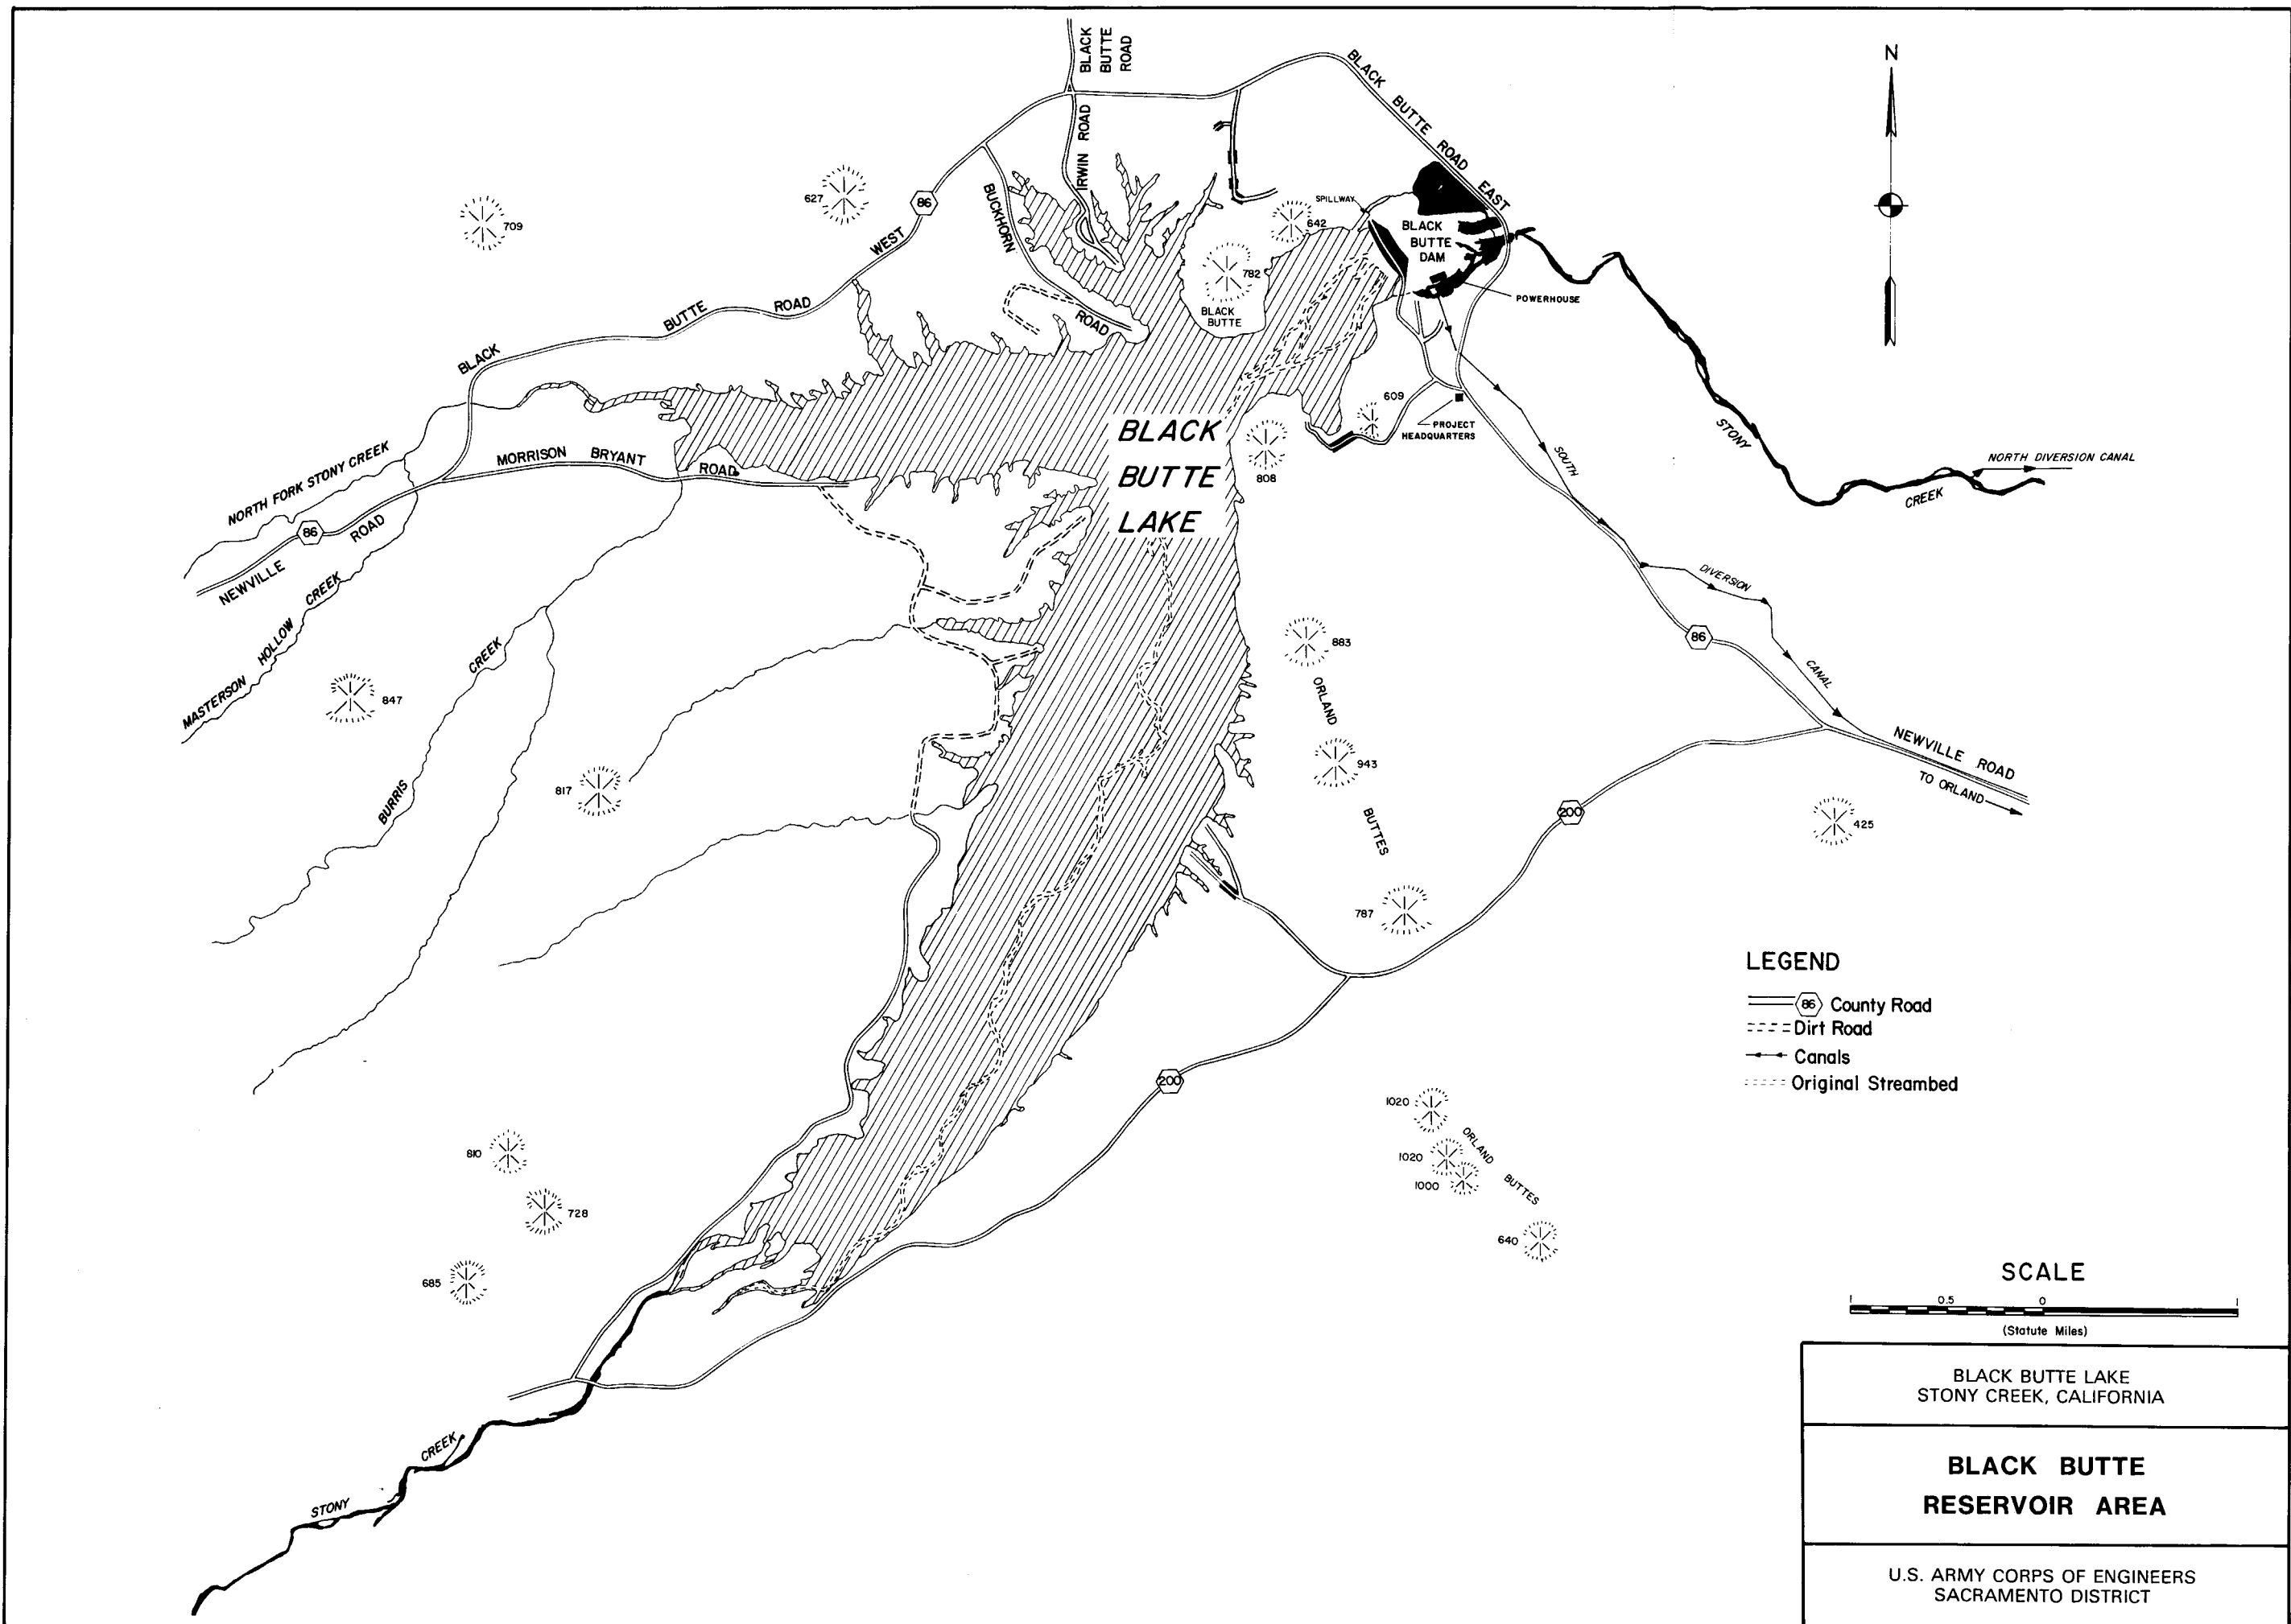 BLACK
BUTTE
ROAD
N
BLACK BUTTE ROAD EAST
IRWIN ROAD
627
86
709
BUCKHORN
ROAD
SPILLWAY
642
BLACK
BUTTE
DAM
782
BLACK
BUTTE
POWERHOUSE
BLACK BUTTE ROAD WEST
609
PROJECT
HEADQUARTERS
BLACK
BUTTE
LAKE
808
SOUTH
STONY
CREEK
NORTH DIVERSION CANAL
MORRISON BRYANT ROAD
NORTH FORK STONY CREEK
86
NEWVILLE ROAD
MASTERSON HOLLOW CREEK
DIVERSION
CANAL
86
883
ORLAND
BUTTES
943
847
BURRIS CREEK
817
NEWVILLE ROAD
TO ORLAND
200
425
787
LEGEND
86 County Road
Dirt Road
Canals
Original Streambed
200
1020
ORLAND
BUTTES
1020
1000
640
810
728
685
SCALE
1 0.5 0 1
(Statute Miles)
STONY CREEK
BLACK BUTTE LAKE
STONY CREEK, CALIFORNIA
BLACK BUTTE
RESERVOIR AREA
U.S. ARMY CORPS OF ENGINEERS
SACRAMENTO DISTRICT